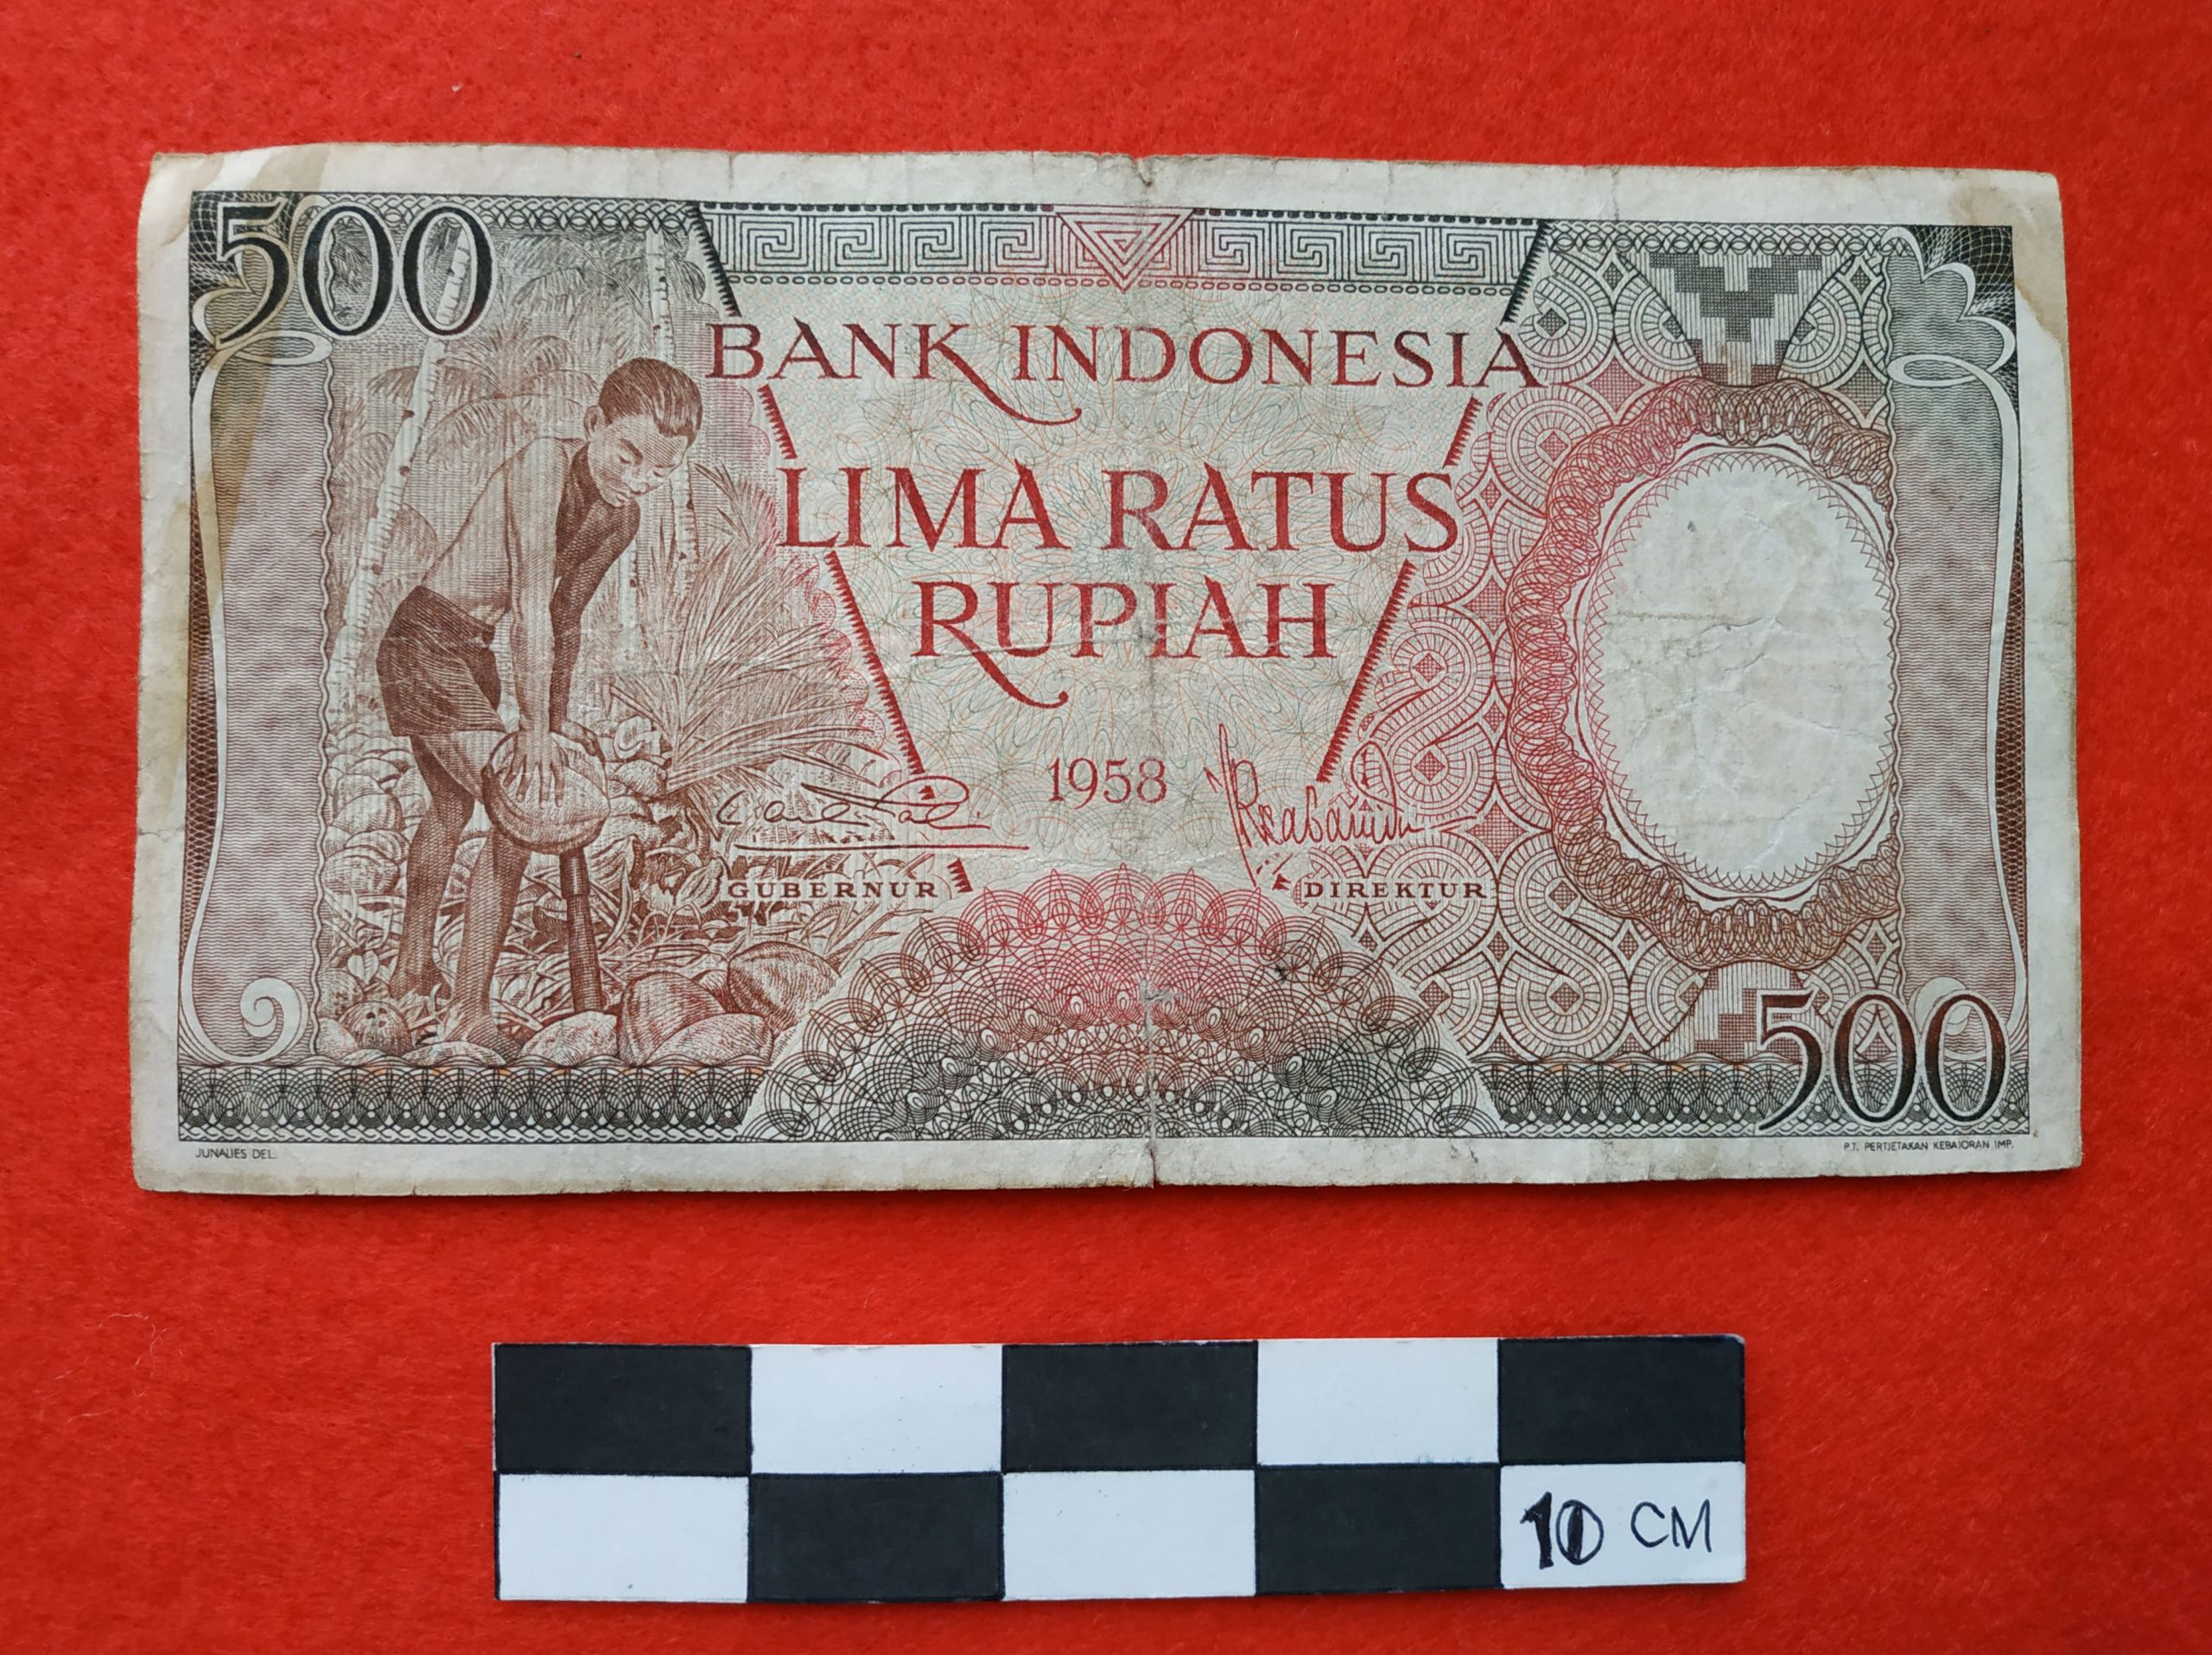 500
BANK INDONESIA
LIMA RATUS
RUPIAH
1958
GUBERNUR
DIREKTUR
500
JUNALIES DEL.
P.T. PERTJETAKAN KEBAJORAN IMP.
10 CM